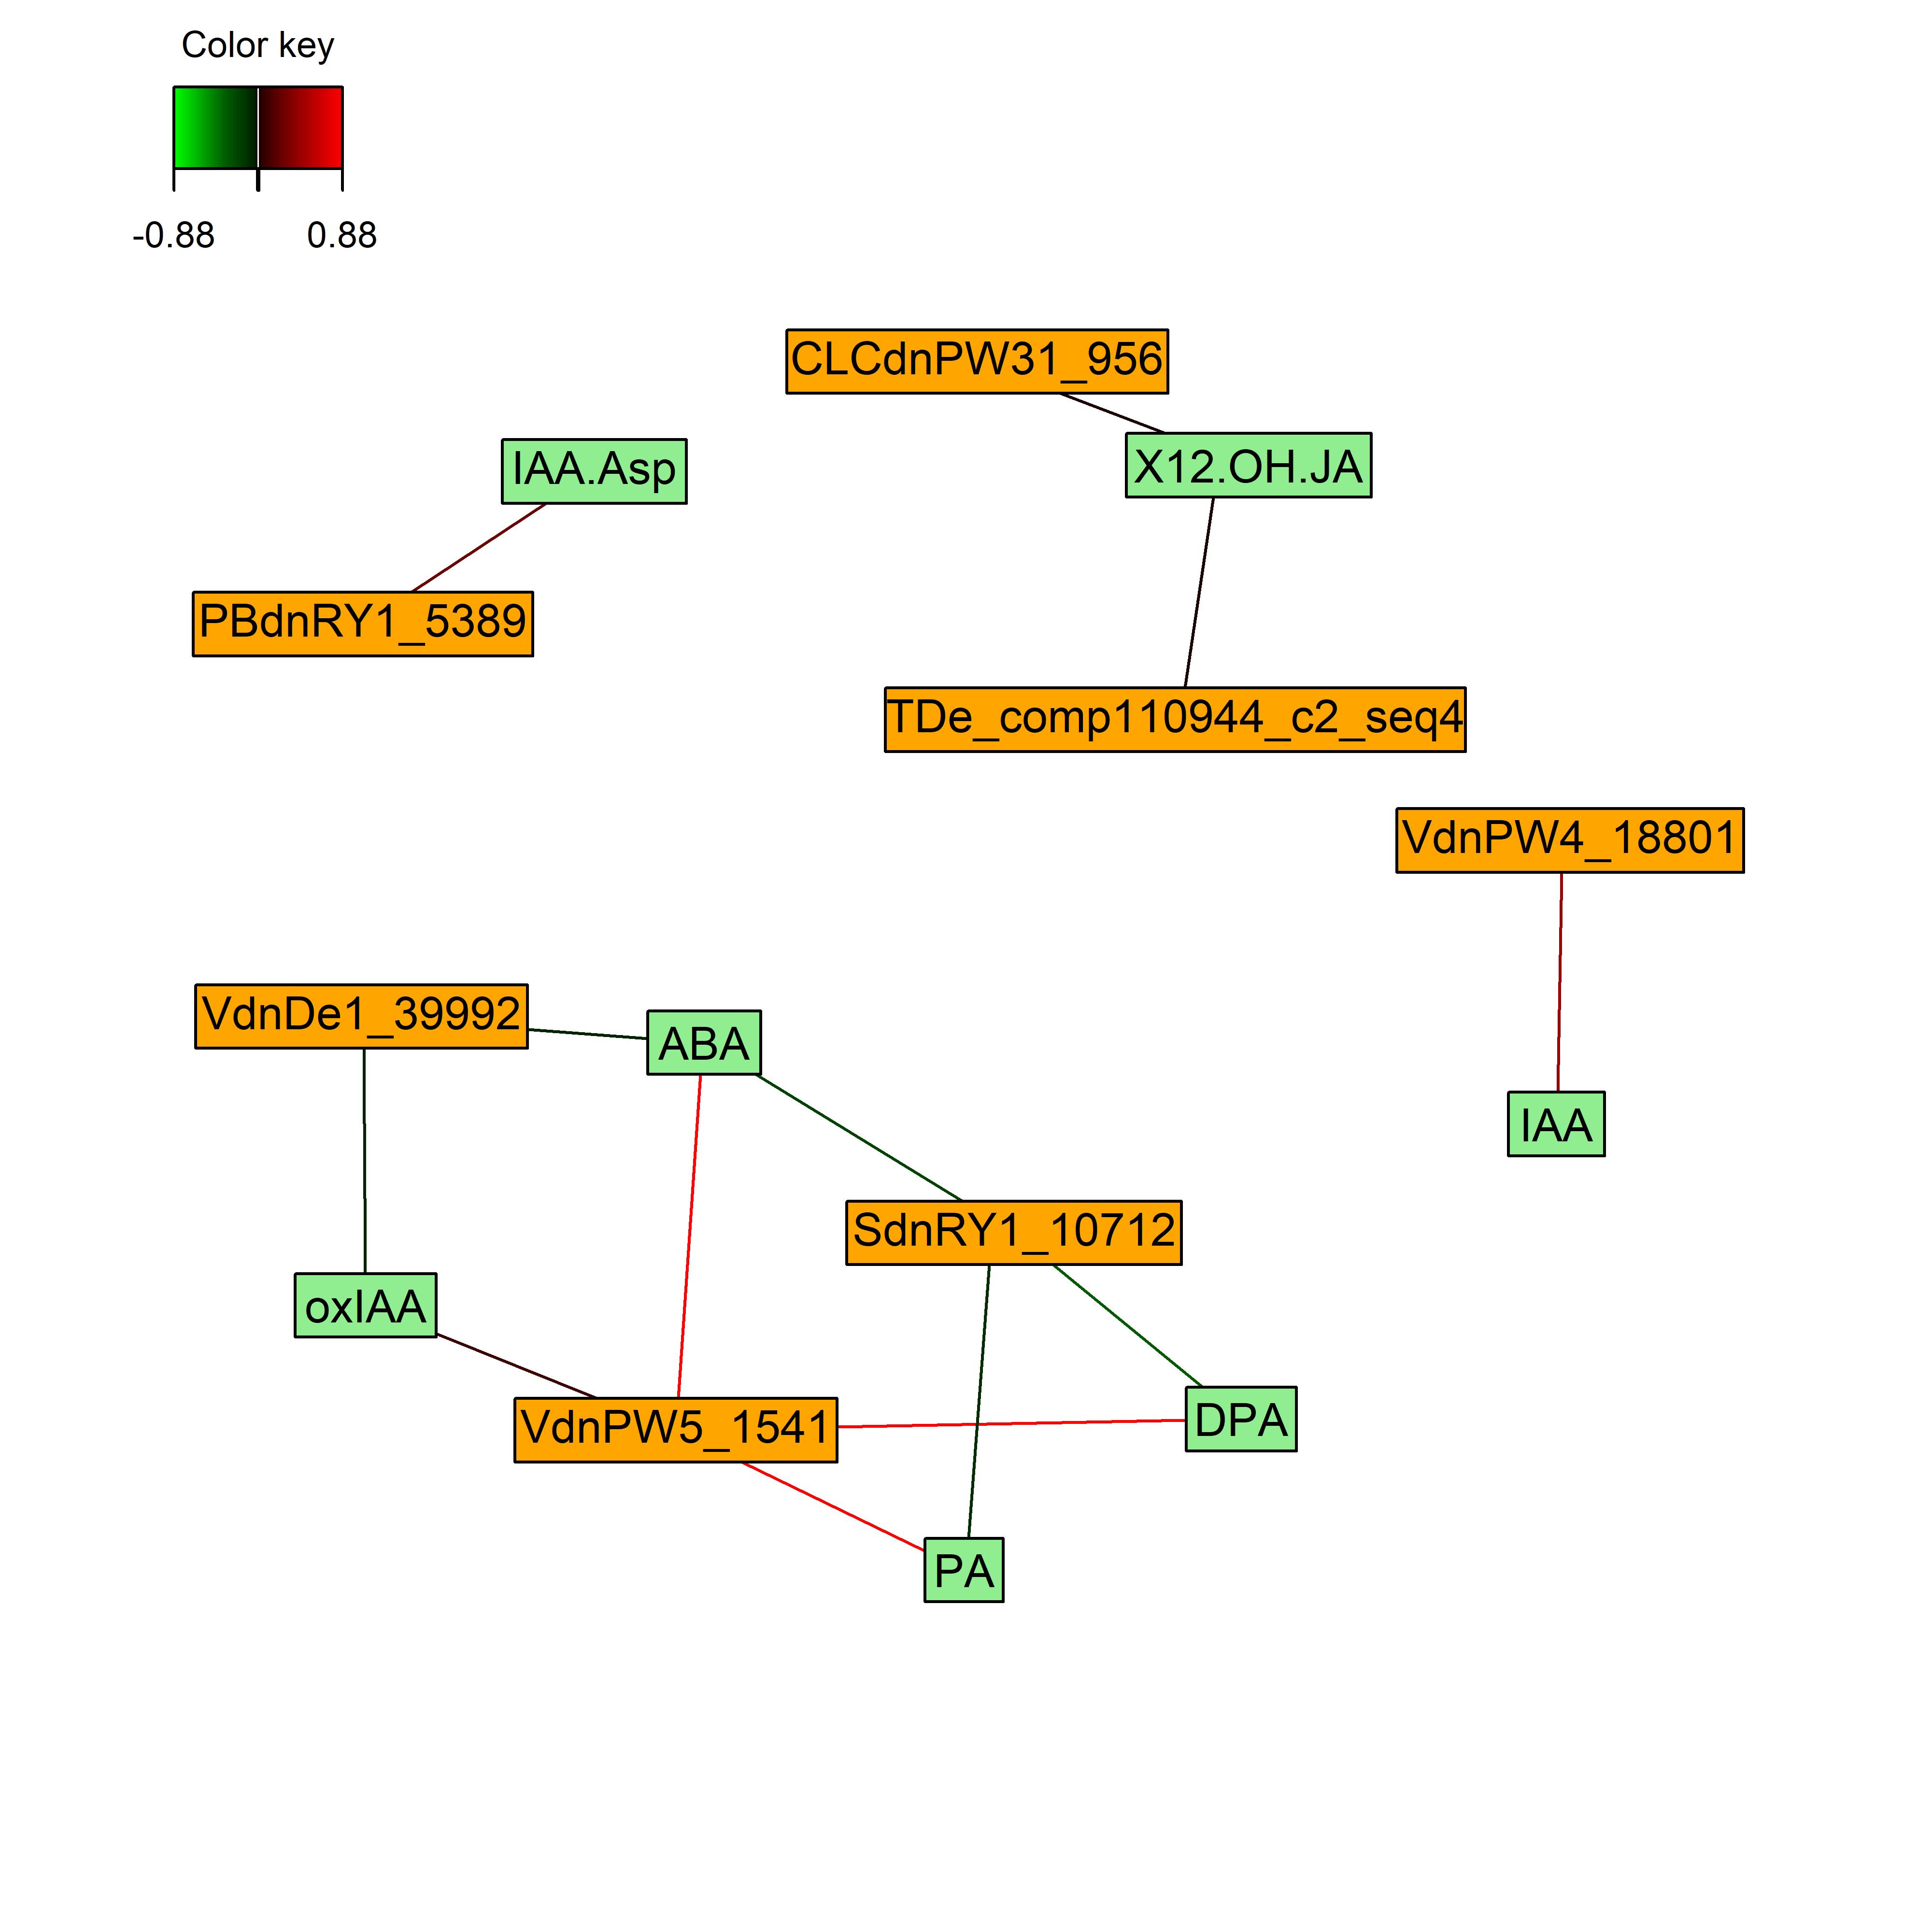 Color key
-0.88 0.88
CLCdnPW31_956
IAA.Asp
X12.OH.JA
PBdnRY1_5389
TDe_comp110944_c2_seq4
VdnPW4_18801
VdnDe1_39992
ABA
IAA
SdnRY1_10712
oxIAA
VdnPW5_1541
DPA
PA